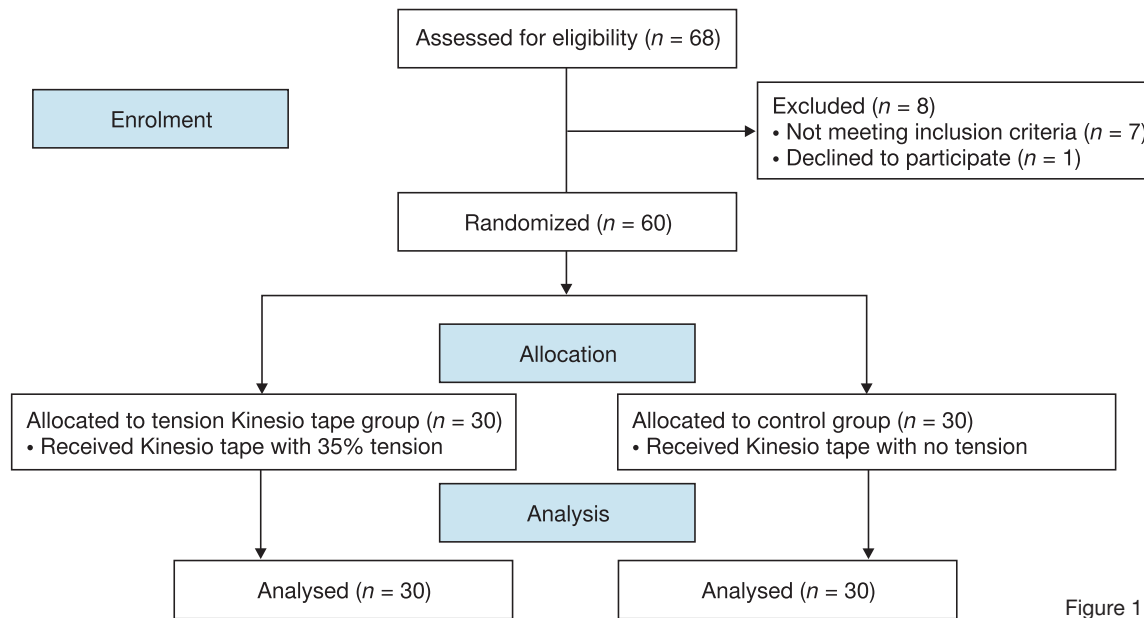 Assessed for eligibility (n = 68)
Enrolment
Excluded (n = 8)
• Not meeting inclusion criteria (n = 7)
• Declined to participate (n = 1)
Randomized (n = 60)
Allocation
Allocated to tension Kinesio tape group (n = 30)
• Received Kinesio tape with 35% tension
Allocated to control group (n = 30)
• Received Kinesio tape with no tension
Analysis
Analysed (n = 30)
Analysed (n = 30)
Figure 1